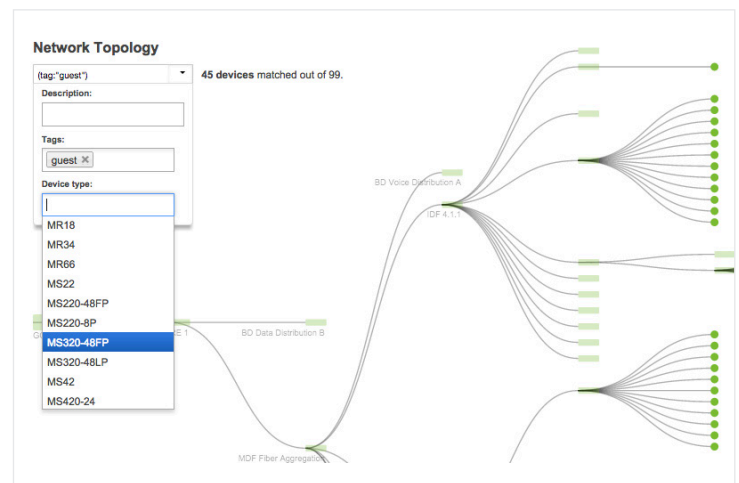 Network Topology
(tag:"guest")
45 devices matched out of 99.
Description:
Tags:
guest ×
Device type:
MR18
MR34
MR66
MS22
MS220-48FP
MS220-8P
MS320-48FP
MS320-48LP
MS42
MS420-24
BD Voice Distribution A
IDF 4.1.1
E 1
BD Data Distribution B
MDF Fiber Aggregation